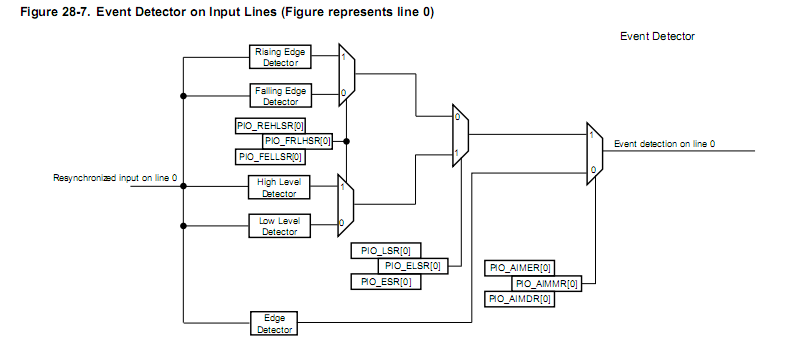 Figure 28-7. Event Detector on Input Lines (Figure represents line 0)
Event Detector
Rising Edge
Detector
1
Falling Edge
Detector
0
PIO_REHLSR[0]
PIO_FRLHSR[0]
PIO_FELLSR[0]
0
1
1
Event detection on line 0
0
Resynchronized input on line 0
High Level
Detector
1
Low Level
Detector
0
PIO_LSR[0]
PIO_ELSR[0]
PIO_ESR[0]
PIO_AIMER[0]
PIO_AIMMR[0]
PIO_AIMDR[0]
Edge
Detector